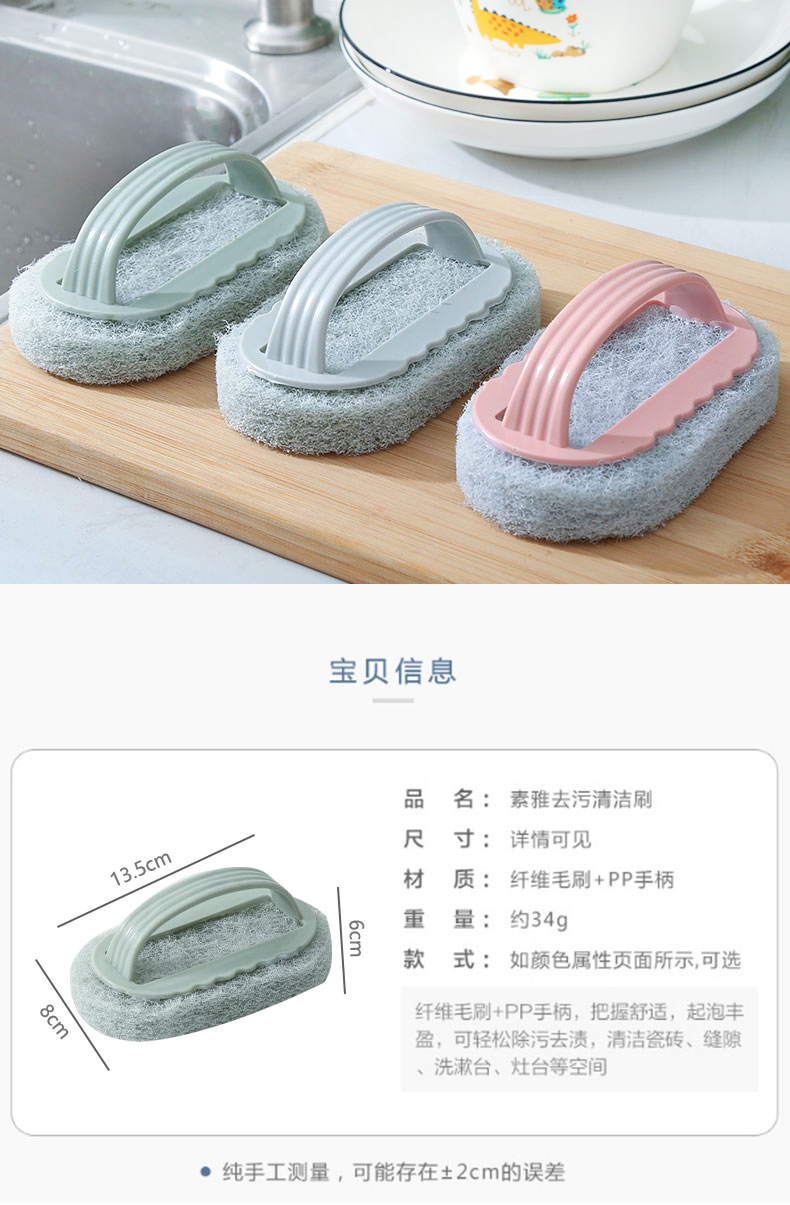 宝贝信息
品 名： 素雅去污清洁刷
尺 寸： 详情可见
材 质： 纤维毛刷+PP手柄
重 量： 约34g
款 式： 如颜色属性页面所示,可选
纤维毛刷+PP手柄，把握舒适，起泡丰
盈，可轻松除污去渍，清洁瓷砖、缝隙
、洗漱台、灶台等空间
13.5cm
6cm
8cm
纯手工测量，可能存在±2cm的误差